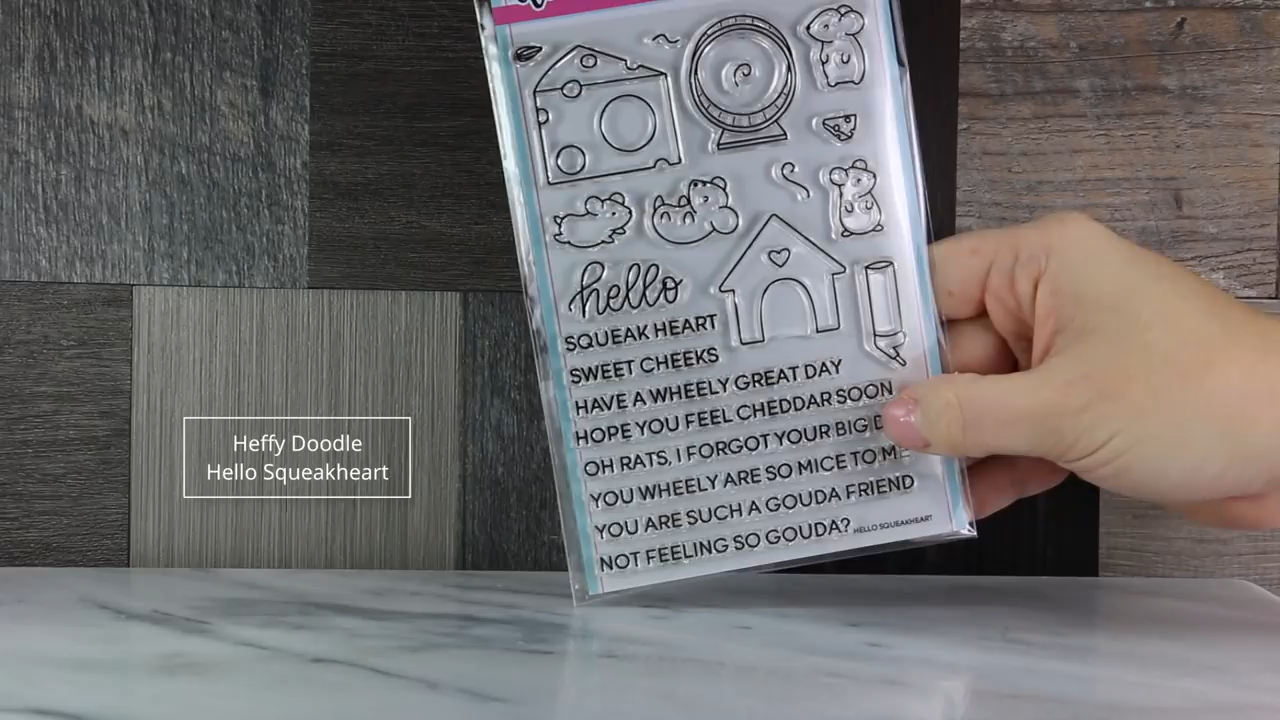 hello
SQUEAK HEART
SWEET CHEEKS
HAVE A WHEELY GREAT DAY
HOPE YOU FEEL CHEDDAR SOON
OH RATS, I FORGOT YOUR BIG
YOU WHEELY ARE SO MICE TO ME
YOU ARE SUCH A GOUDA FRIEND
NOT FEELING SO GOUDA?
HELLO SQUEAKHEART
Heffy Doodle
Hello Squeakheart